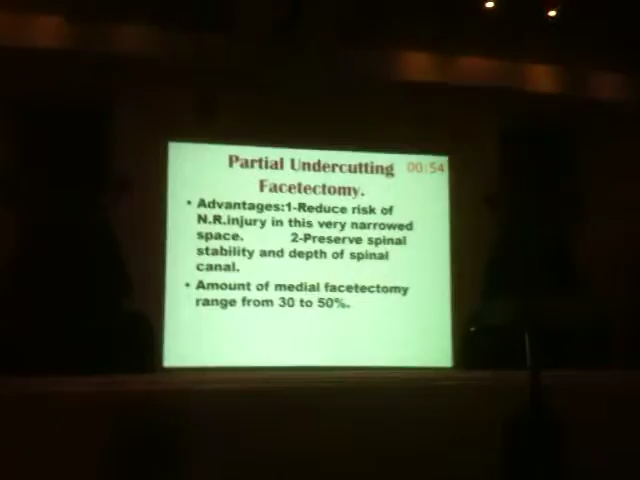 Partial Undercutting 00:54
Facetectomy.
• Advantages:1-Reduce risk of
N.R.injury in this very narrowed
space. 2-Preserve spinal
stability and depth of spinal
canal.
• Amount of medial facetectomy
range from 30 to 50%.